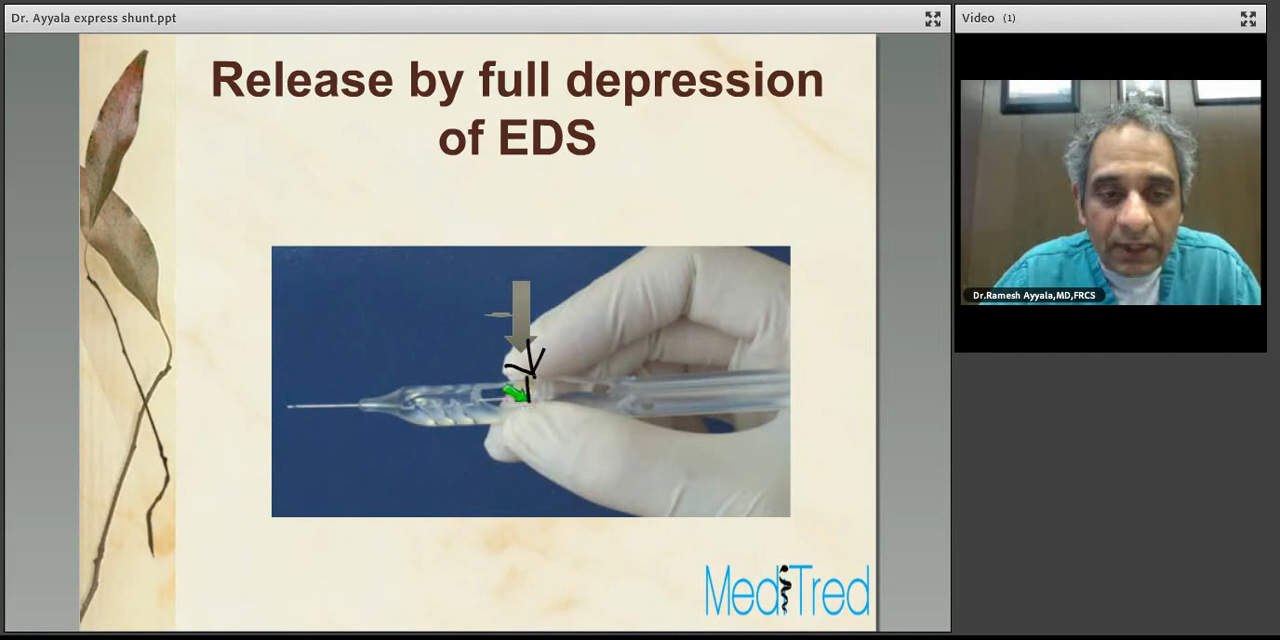 Dr. Ayyala express shunt.ppt
Video (1)
Release by full depression
of EDS
Dr.Ramesh Ayyala,MD,FRCS
MediTred